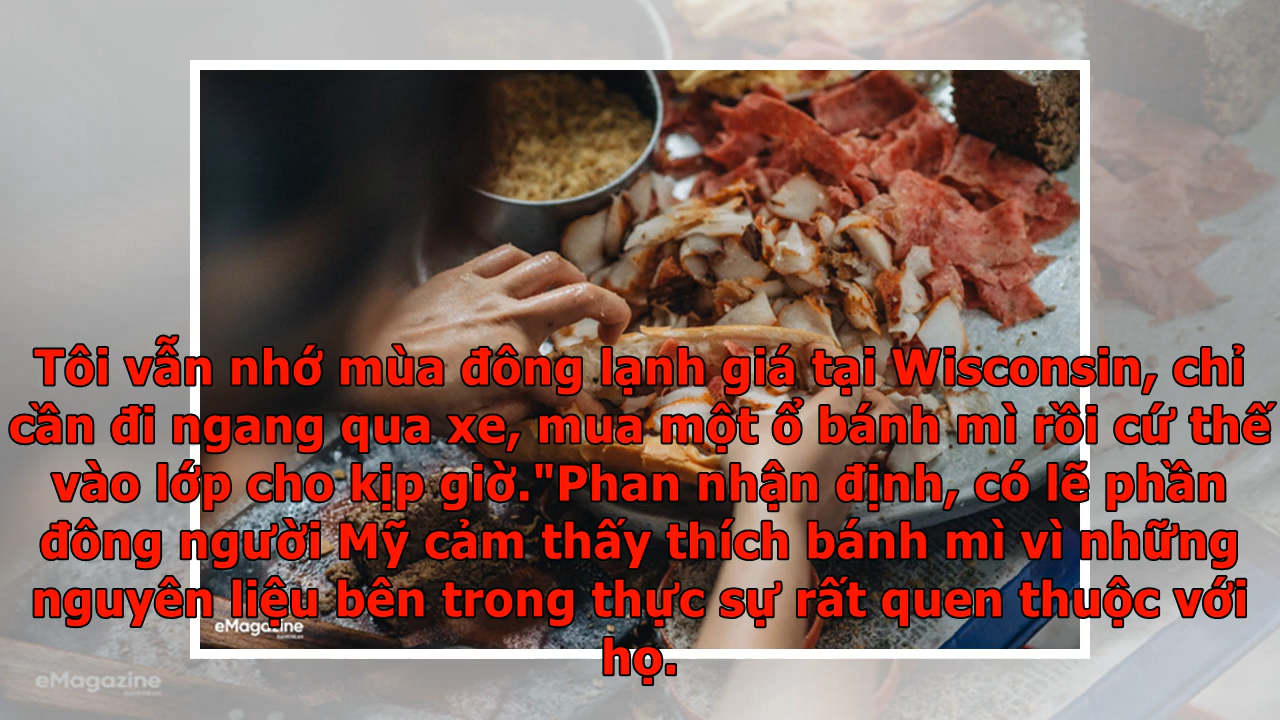 Tôi vẫn nhớ mùa đông lạnh giá tại Wisconsin, chỉ
cần đi ngang qua xe, mua một ổ bánh mì rồi cứ thế
vào lớp cho kịp giờ."Phan nhận định, có lẽ phần
đông người Mỹ cảm thấy thích bánh mì vì những
nguyên liệu bên trong thực sự rất quen thuộc với
họ.
eMagazine
eMagazine